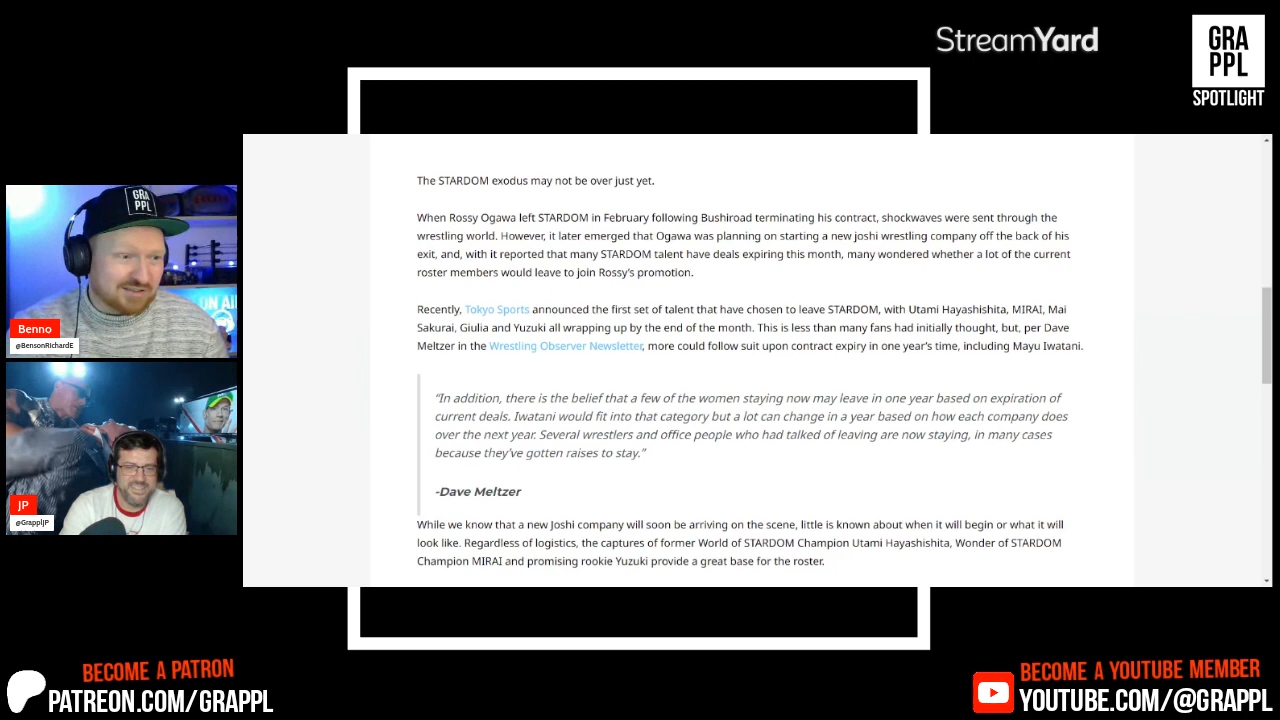 StreamYard
GRA
PPL
SPOTLIGHT
The STARDOM exodus may not be over just yet.
When Rossy Ogawa left STARDOM in February following Bushiroad terminating his contract, shockwaves were sent through the
wrestling world. However, it later emerged that Ogawa was planning on starting a new joshi wrestling company off the back of his
exit, and, with it reported that many STARDOM talent have deals expiring this month, many wondered whether a lot of the current
roster members would leave to join Rossy's promotion.
Recently, Tokyo Sports announced the first set of talent that have chosen to leave STARDOM, with Utami Hayashishita, MIRAI, Mai
Sakurai, Giulia and Yuzuki all wrapping up by the end of the month. This is less than many fans had initially thought, but, per Dave
Meltzer in the Wrestling Observer Newsletter, more could follow suit upon contract expiry in one year's time, including Mayu Iwatani.
"In addition, there is the belief that a few of the women staying now may leave in one year based on expiration of
current deals. Iwatani would fit into that category but a lot can change in a year based on how each company does
over the next year. Several wrestlers and office people who had talked of leaving are now staying, in many cases
because they've gotten raises to stay."
-Dave Meltzer
While we know that a new Joshi company will soon be arriving on the scene, little is known about when it will begin or what it will
look like. Regardless of logistics, the captures of former World of STARDOM Champion Utami Hayashishita, Wonder of STARDOM
Champion MIRAI and promising rookie Yuzuki provide a great base for the roster.
GRA
PPL
ON AIR
Benno
@BensonRichardE
JP
@GrapplJP
BECOME A PATRON
PATREON.COM/GRAPPL
BECOME A YOUTUBE MEMBER
YOUTUBE.COM/@GRAPPL